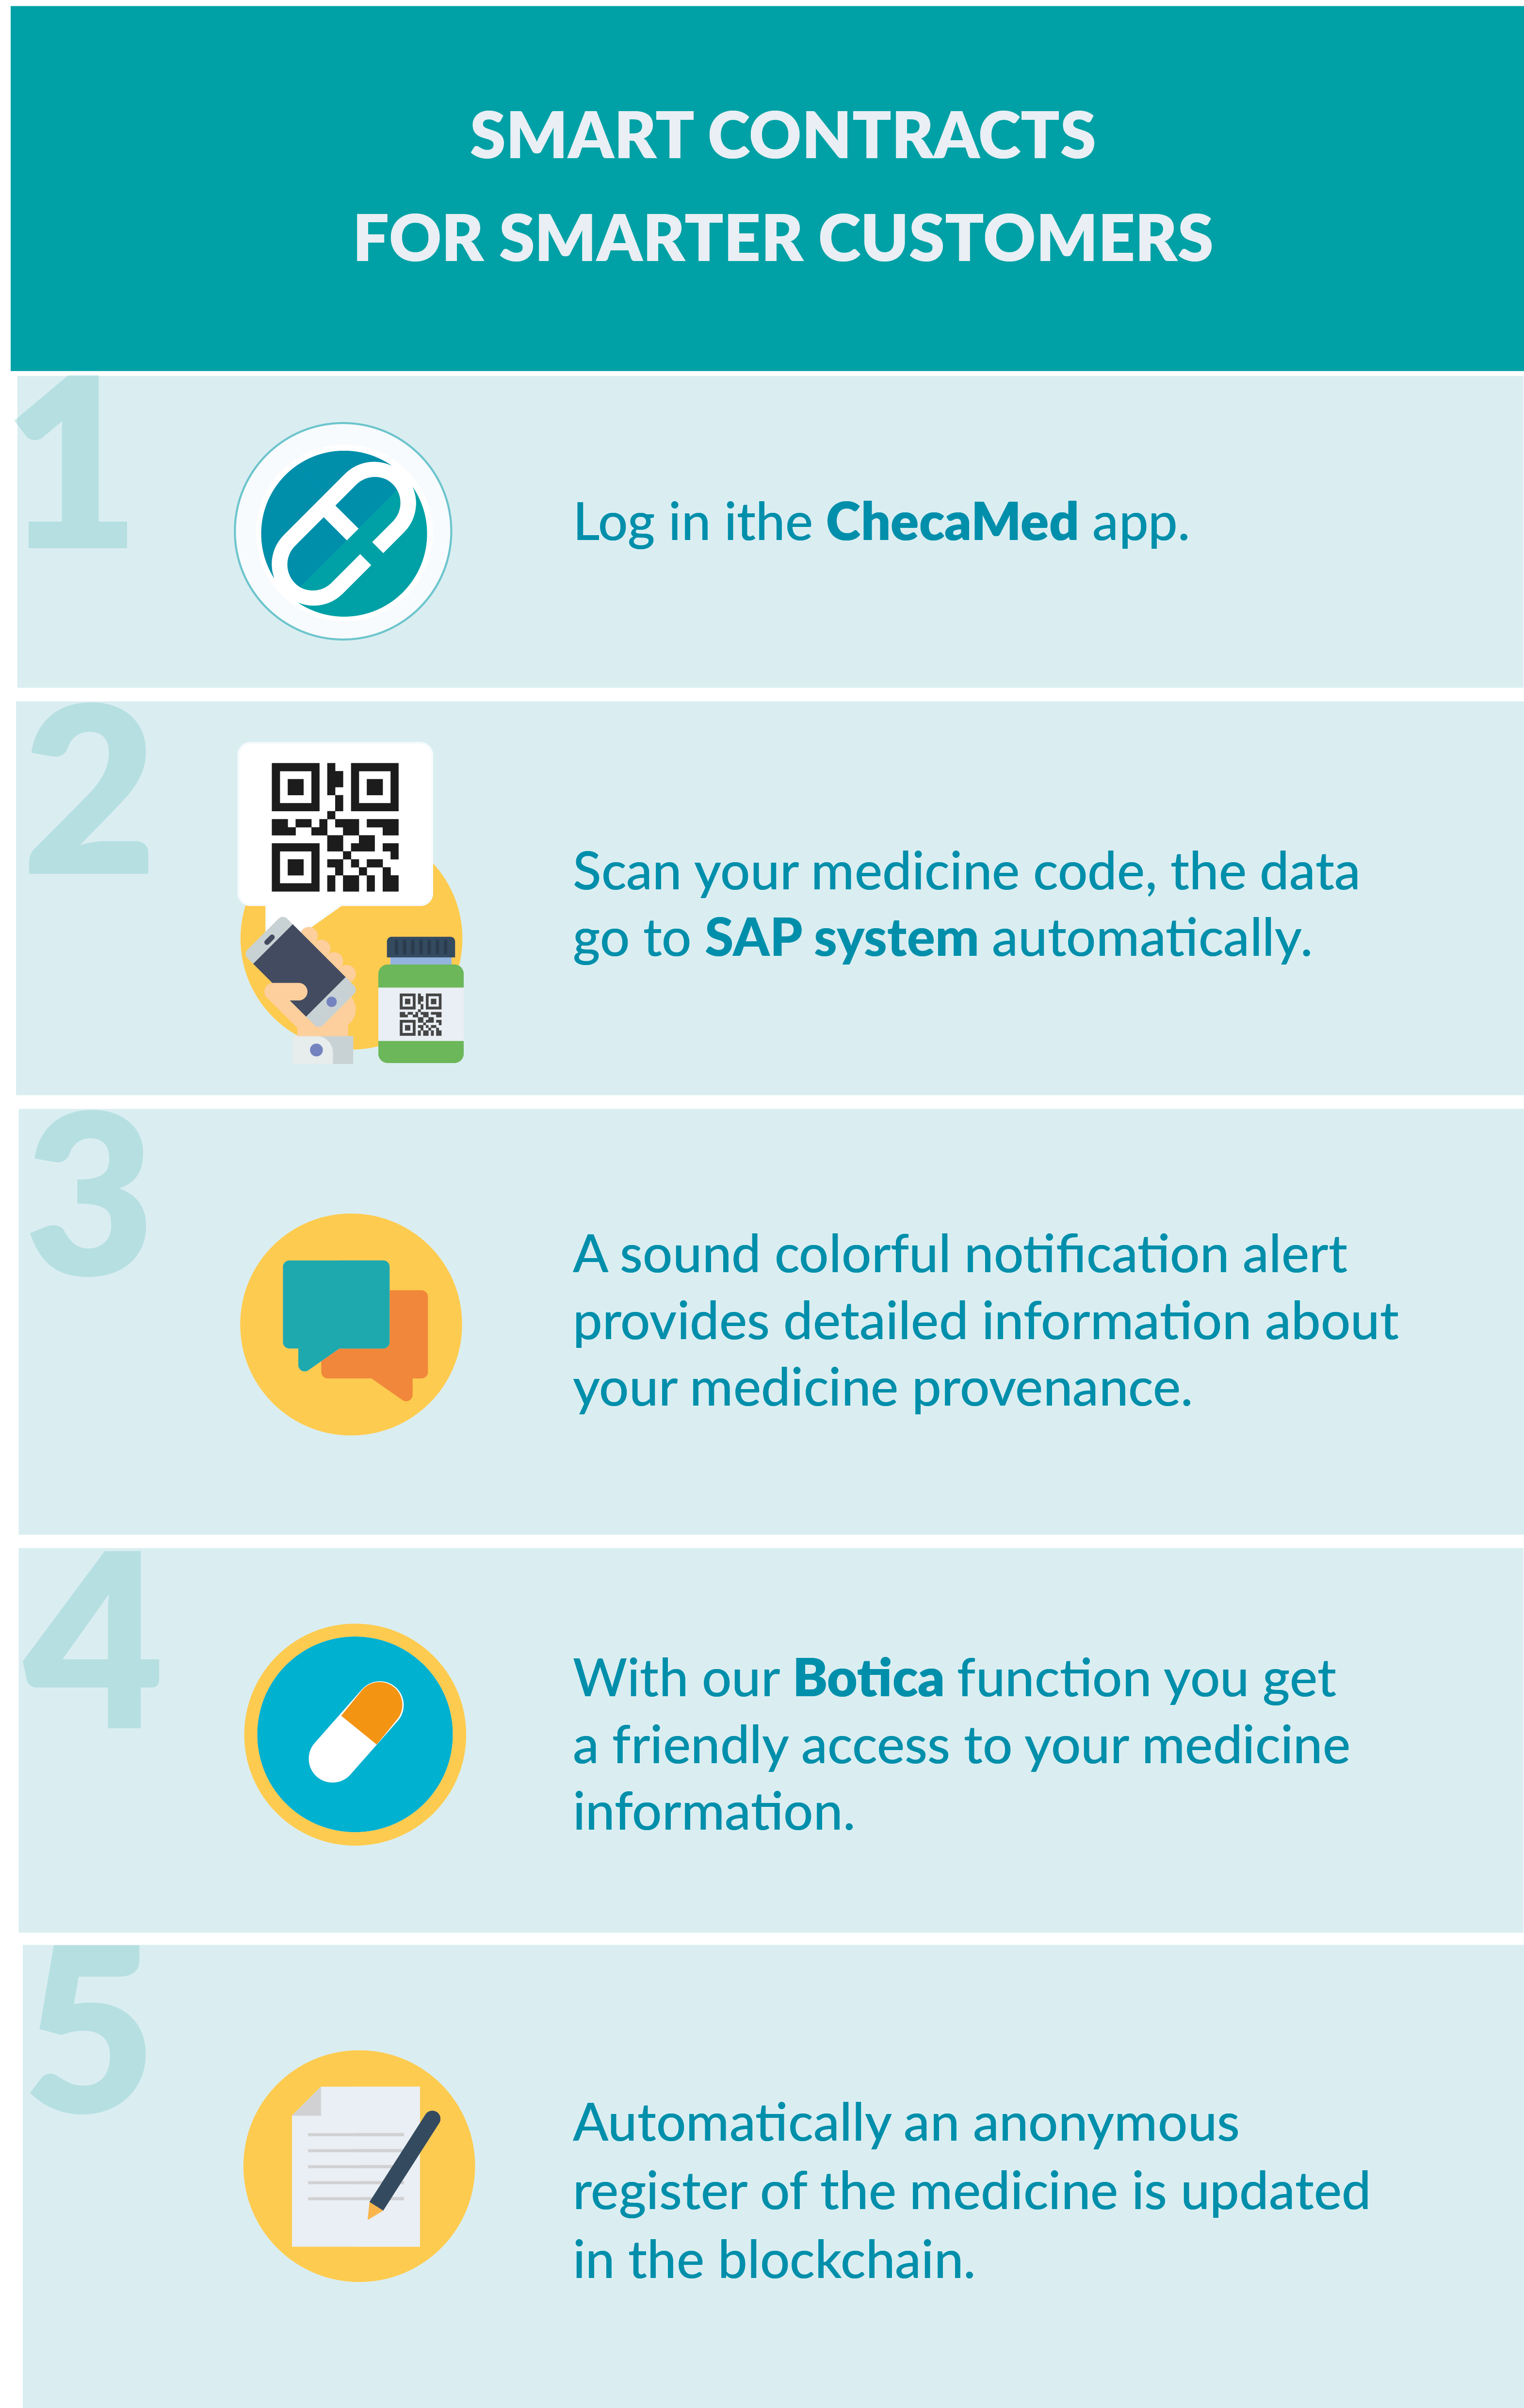 SMART CONTRACTS
FOR SMARTER CUSTOMERS
1
Log in ithe ChecaMed app.
2
Scan your medicine code, the data
go to SAP system automatically.
3
A sound colorful notification alert
provides detailed information about
your medicine provenance.
4
With our Botica function you get
a friendly access to your medicine
information.
5
Automatically an anonymous
register of the medicine is updated
in the blockchain.